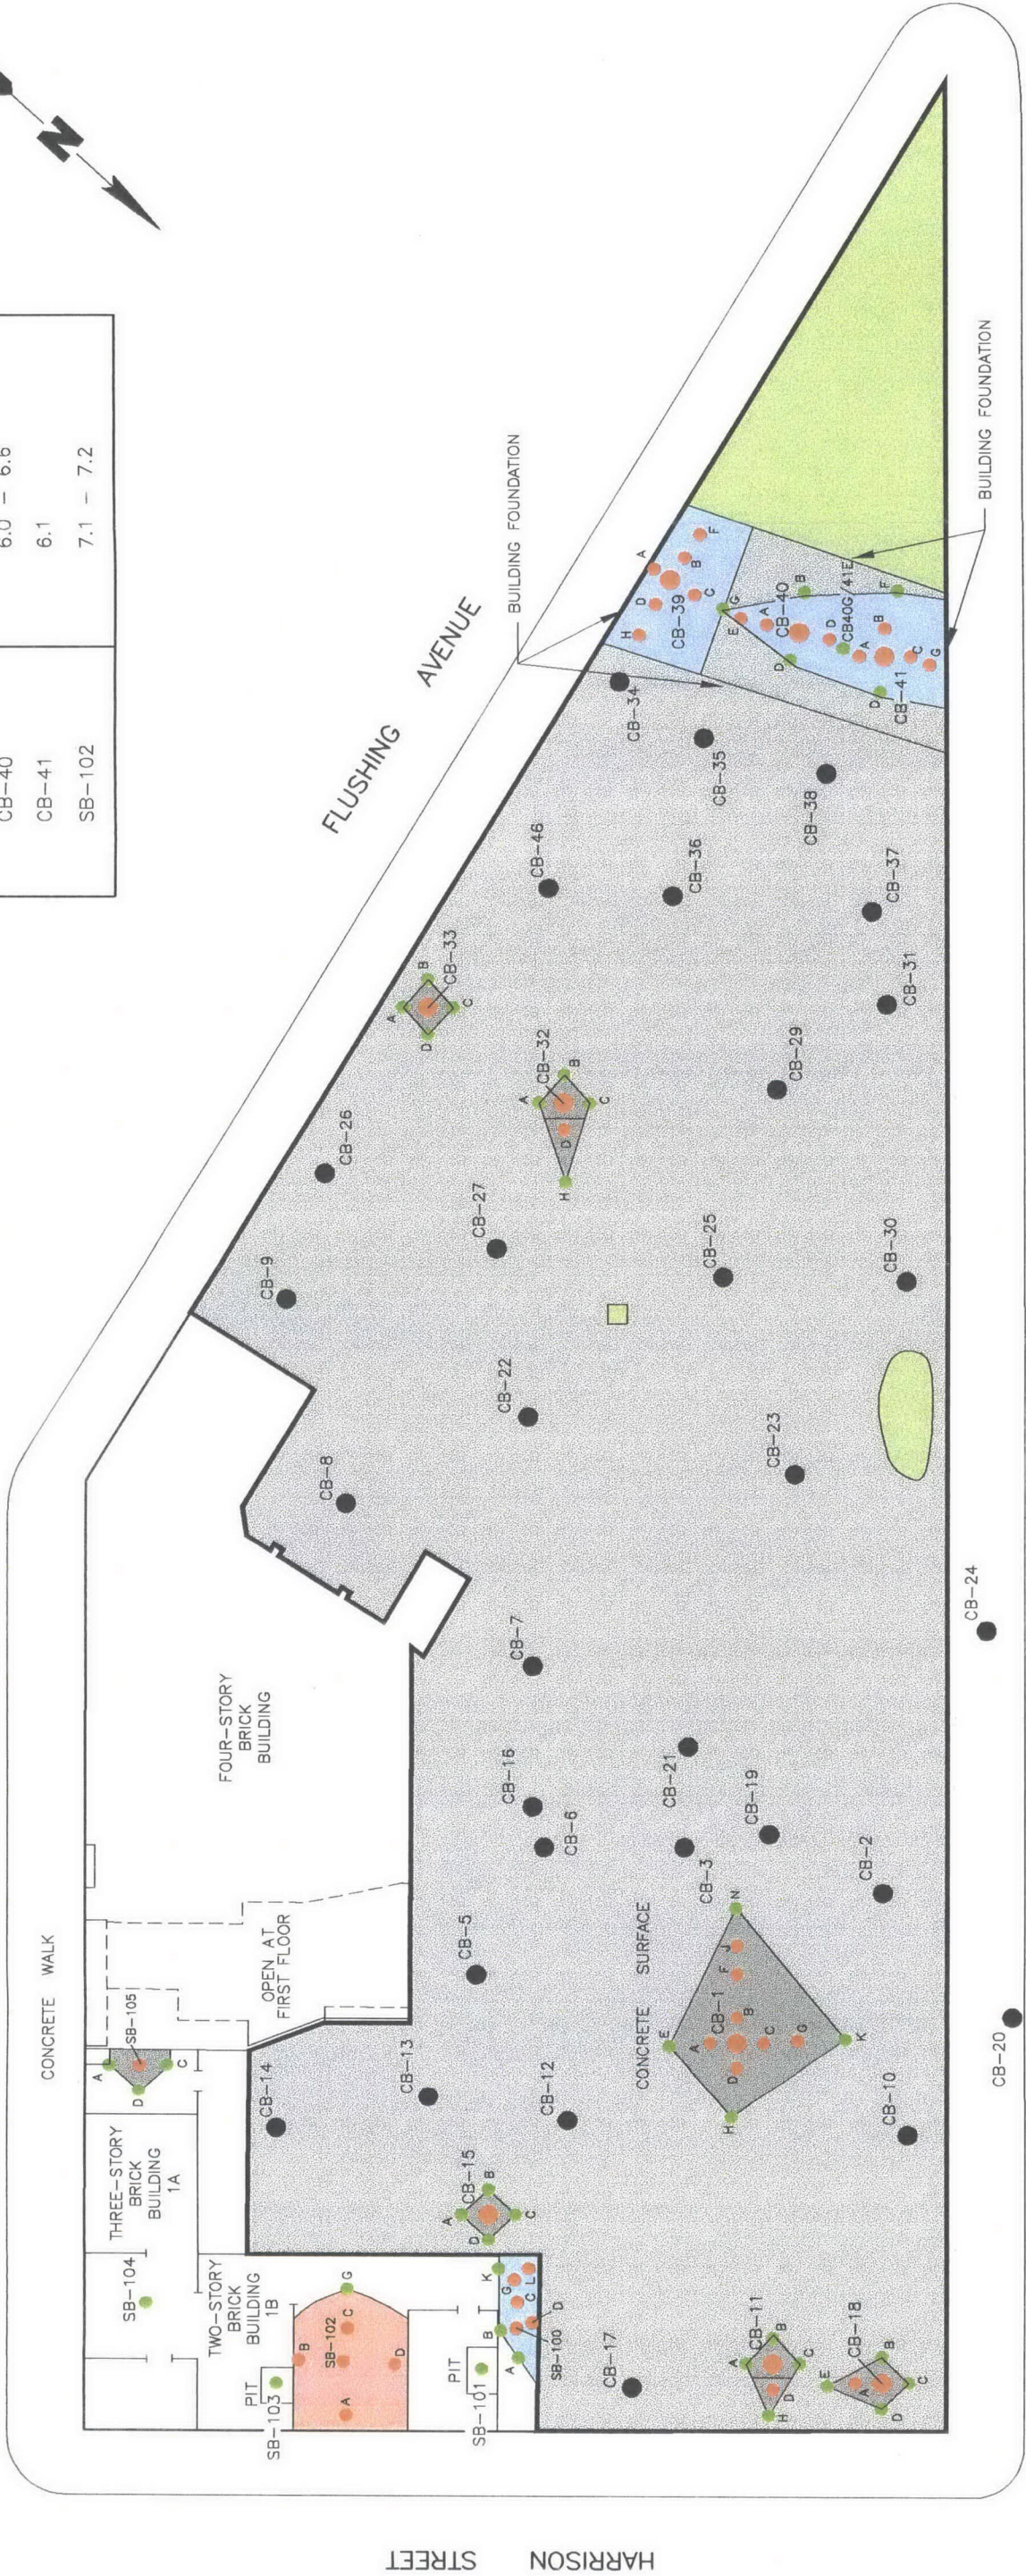 N
CB-40 6.0 - 6.6
CB-41 6.1
SB-102 7.1 - 7.2
FLUSHING AVENUE
BUILDING FOUNDATION
BUILDING FOUNDATION
A
B
F
D
C
H
CB-39
G
E
A
CB-40
B
D
D
CB40G/41E
F
A
B
C
G
D
CB-41
CB-34
CB-35
CB-38
CB-46
CB-36
CB-37
CB-31
A
B
C
D
CB-33
CB-29
A
B
C
D
H
CB-32
CB-26
CB-27
CB-9
CB-25
CB-30
CB-22
CB-23
CB-8
CB-24
CB-7
FOUR-STORY
BRICK
BUILDING
CB-16
CB-6
CB-21
CB-19
CB-3
CB-2
CB-5
OPEN AT
FIRST FLOOR
CONCRETE WALK
CONCRETE SURFACE
N
J
F
B
CB-1
A
E
C
G
K
D
H
CB-20
SB-105
A
C
D
CB-14
CB-13
CB-12
CB-10
THREE-STORY
BRICK
BUILDING
1A
SB-104
CB-15
A
B
C
D
TWO-STORY
BRICK
BUILDING
1B
G
B
C
SB-102
D
A
PIT
SB-103
PIT
SB-101
K
G
L
C
B
D
A
SB-100
CB-17
CB-11
A
B
C
D
H
CB-18
E
A
B
C
D
HARRISON STREET